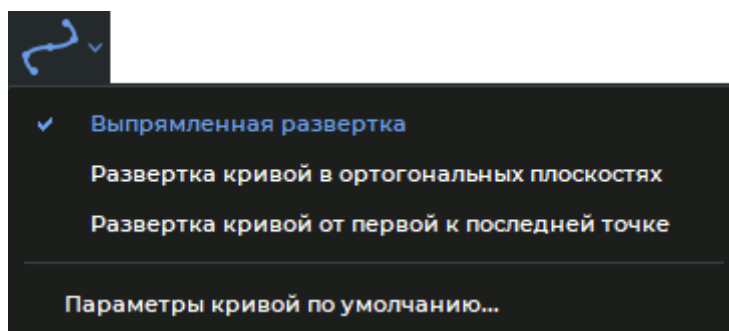 Выпрямленная развертка
Развертка кривой в ортогональных плоскостях
Развертка кривой от первой к последней точке
Параметры кривой по умолчанию...